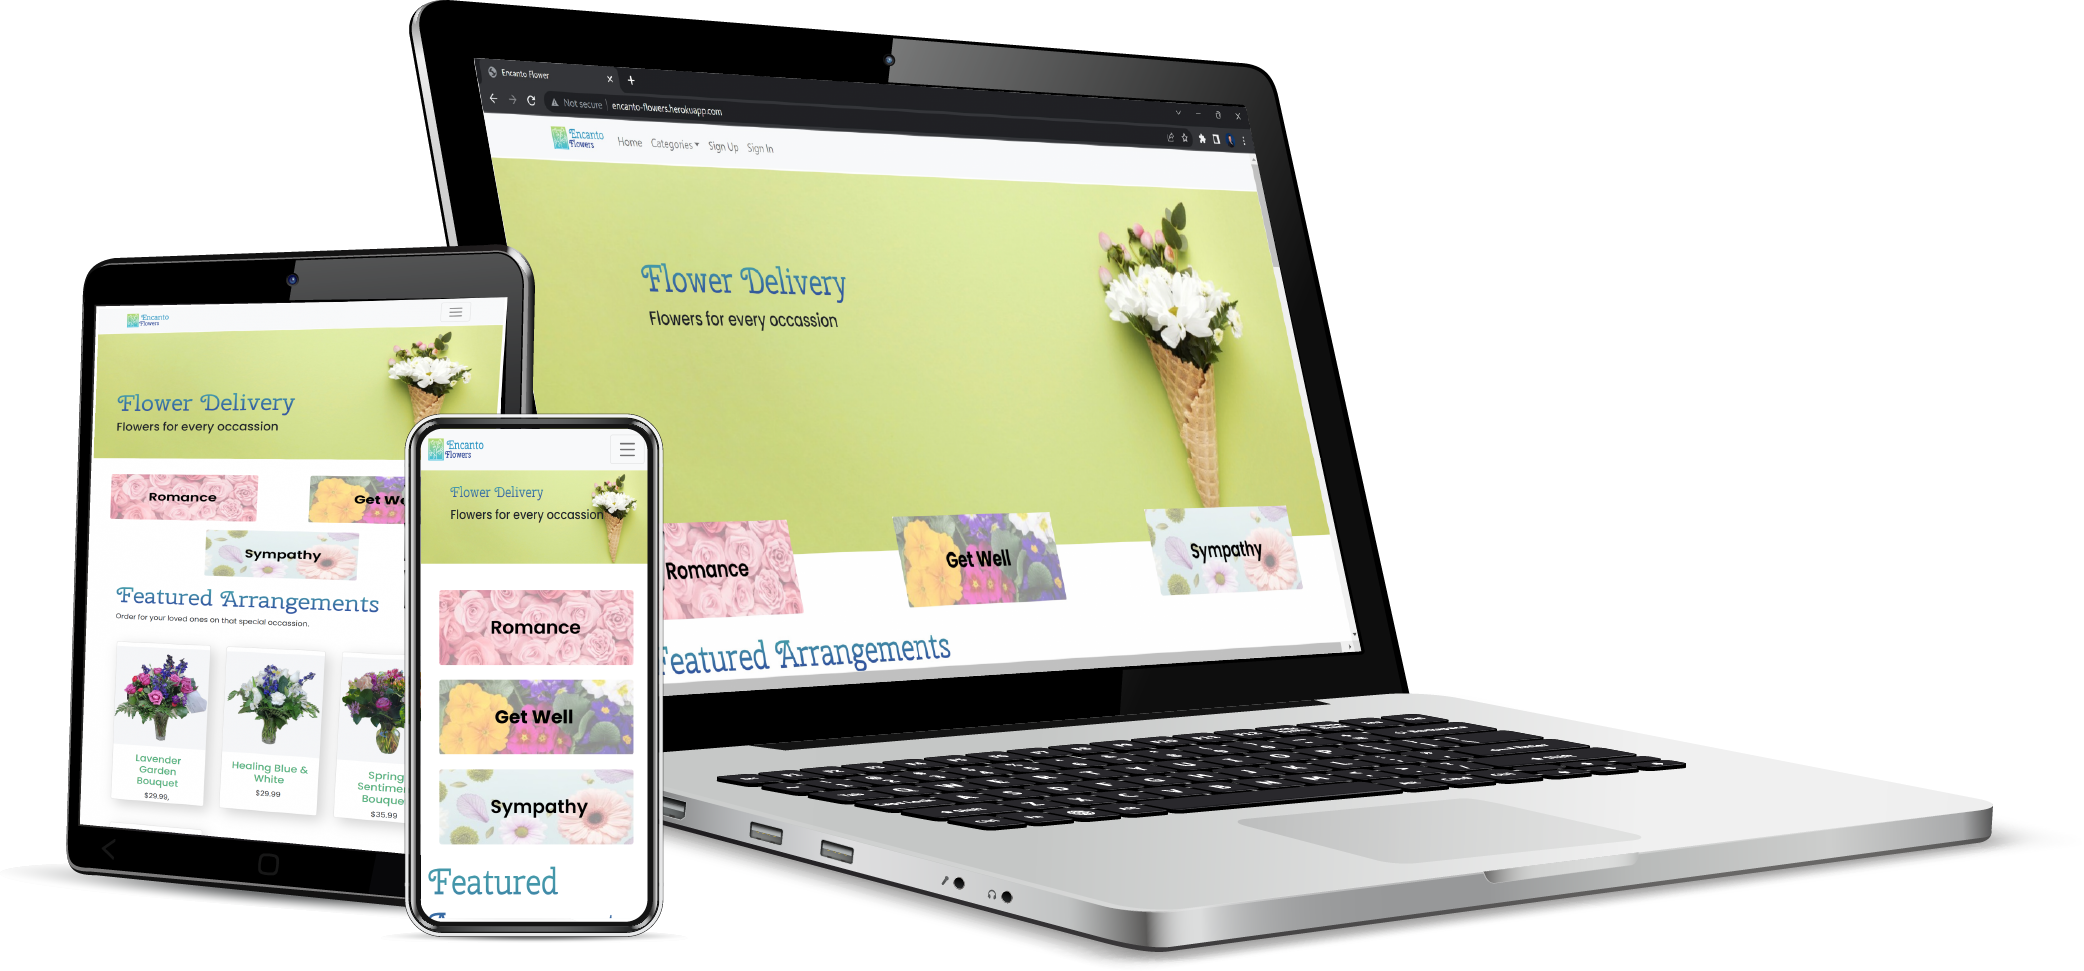 Encanto Flower
Not secure | encanto-flowers.herokuapp.com
Encanto
Flowers
Home Categories Sign Up Sign In
Flower Delivery
Flowers for every occassion
Romance
Get Well
Sympathy
Featured Arrangements
Encanto
Flowers
Flower Delivery
Flowers for every occassion
Romance
Get We
Sympathy
Featured Arrangements
Order for your loved ones on that special occassion.
Lavender
Garden
Bouquet
$29.99,
Healing Blue &
White
$29.99
Spring
Sentimen
Bouque
$35.99
Encanto
Flowers
Flower Delivery
Flowers for every occassion
Romance
Get Well
Sympathy
Featured